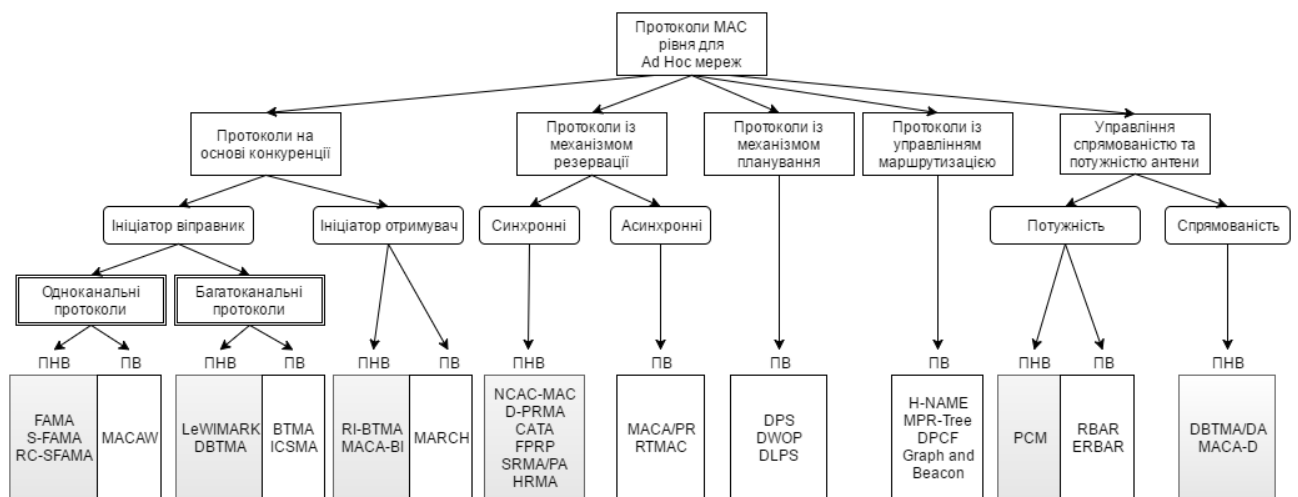 Протоколи MAC
рівня для
Ad Hoc мереж
Протоколи на
основі конкуренції
Протоколи із
механізмом
резервації
Протоколи із
механізмом
планування
Протоколи із
управлінням
маршрутизацією
Управління
спрямованістю та
потужністю антени
Ініціатор віправник
Ініціатор отримувач
Синхронні
Асинхронні
Потужність
Спрямованість
Одноканальні
протоколи
Багатоканальні
протоколи
ПНВ
ПВ
ПНВ
ПВ
ПНВ
ПВ
ПНВ
ПВ
ПВ
ПВ
ПНВ
ПВ
ПНВ
FAMA
S-FAMA
RC-SFAMA
MACAW
LeWIMARK
DBTMA
BTMA
ICSMA
RI-BTMA
MACA-BI
MARCH
NCAC-MAC
D-PRMA
CATA
FPRP
SRMA/PA
HRMA
MACA/PR
RTMAC
DPS
DWOP
DLPS
H-NAME
MPR-Tree
DPCF
Graph and
Beacon
PCM
RBAR
ERBAR
DBTMA/DA
MACA-D